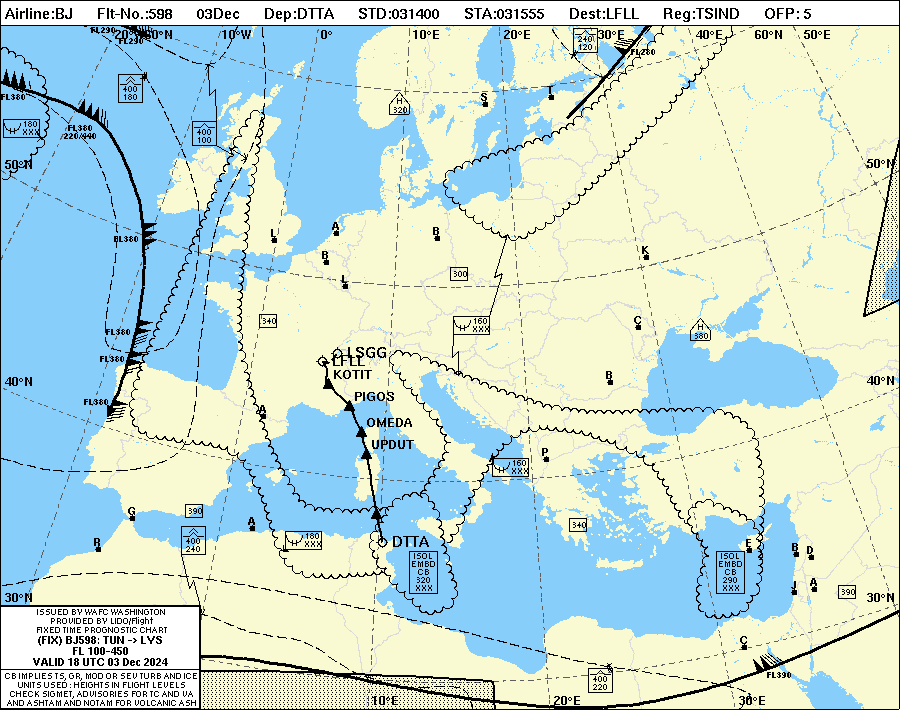 Airline:BJ Flt-No.:598 03Dec Dep:DTTA STD:031400 STA:031555 Dest:LFLL Reg:TSIND OFP: 5
FL290
20°N
FL290
20°W
10°W
0°
10°E
20°E
30°E
40°E
60°N
50°N
240
120
FL280
FL380
400
180
H
320
S
T
FL380
220/440
H
180
XXX
400
100
50°N
50°N
FL380
L
A
B
L
B
K
300
340
160
XXX
C
H
380
FL380
FL380
LSGG
LFLL
KOTIT
40°N
B
40°N
FL380
PIGOS
A
OMEDA
UPDUT
P
160
XXX
390
G
R
A
400
240
180
XXX
340
DTTA
ISOL
EMBD
CB
320
XXX
ISOL
EMBD
CB
290
XXX
E
B
D
J
A
390
30°N
30°N
C
FL390
400
220
10°E
20°E
30°E
ISSUED BY WAFC WASHINGTON
PROVIDED BY LIDO/Flight
FIXED TIME PROGNOSTIC CHART
(FIX) BJ598: TUN -> LYS
FL 100-450
VALID 18 UTC 03 Dec 2024
CB IMPLIES TS, GR, MOD OR SEV TURB AND ICE
UNITS USED : HEIGHTS IN FLIGHT LEVELS
CHECK SIGMET, ADVISORIES FOR TC AND VA
AND ASHTAM AND NOTAM FOR VOLCANIC ASH